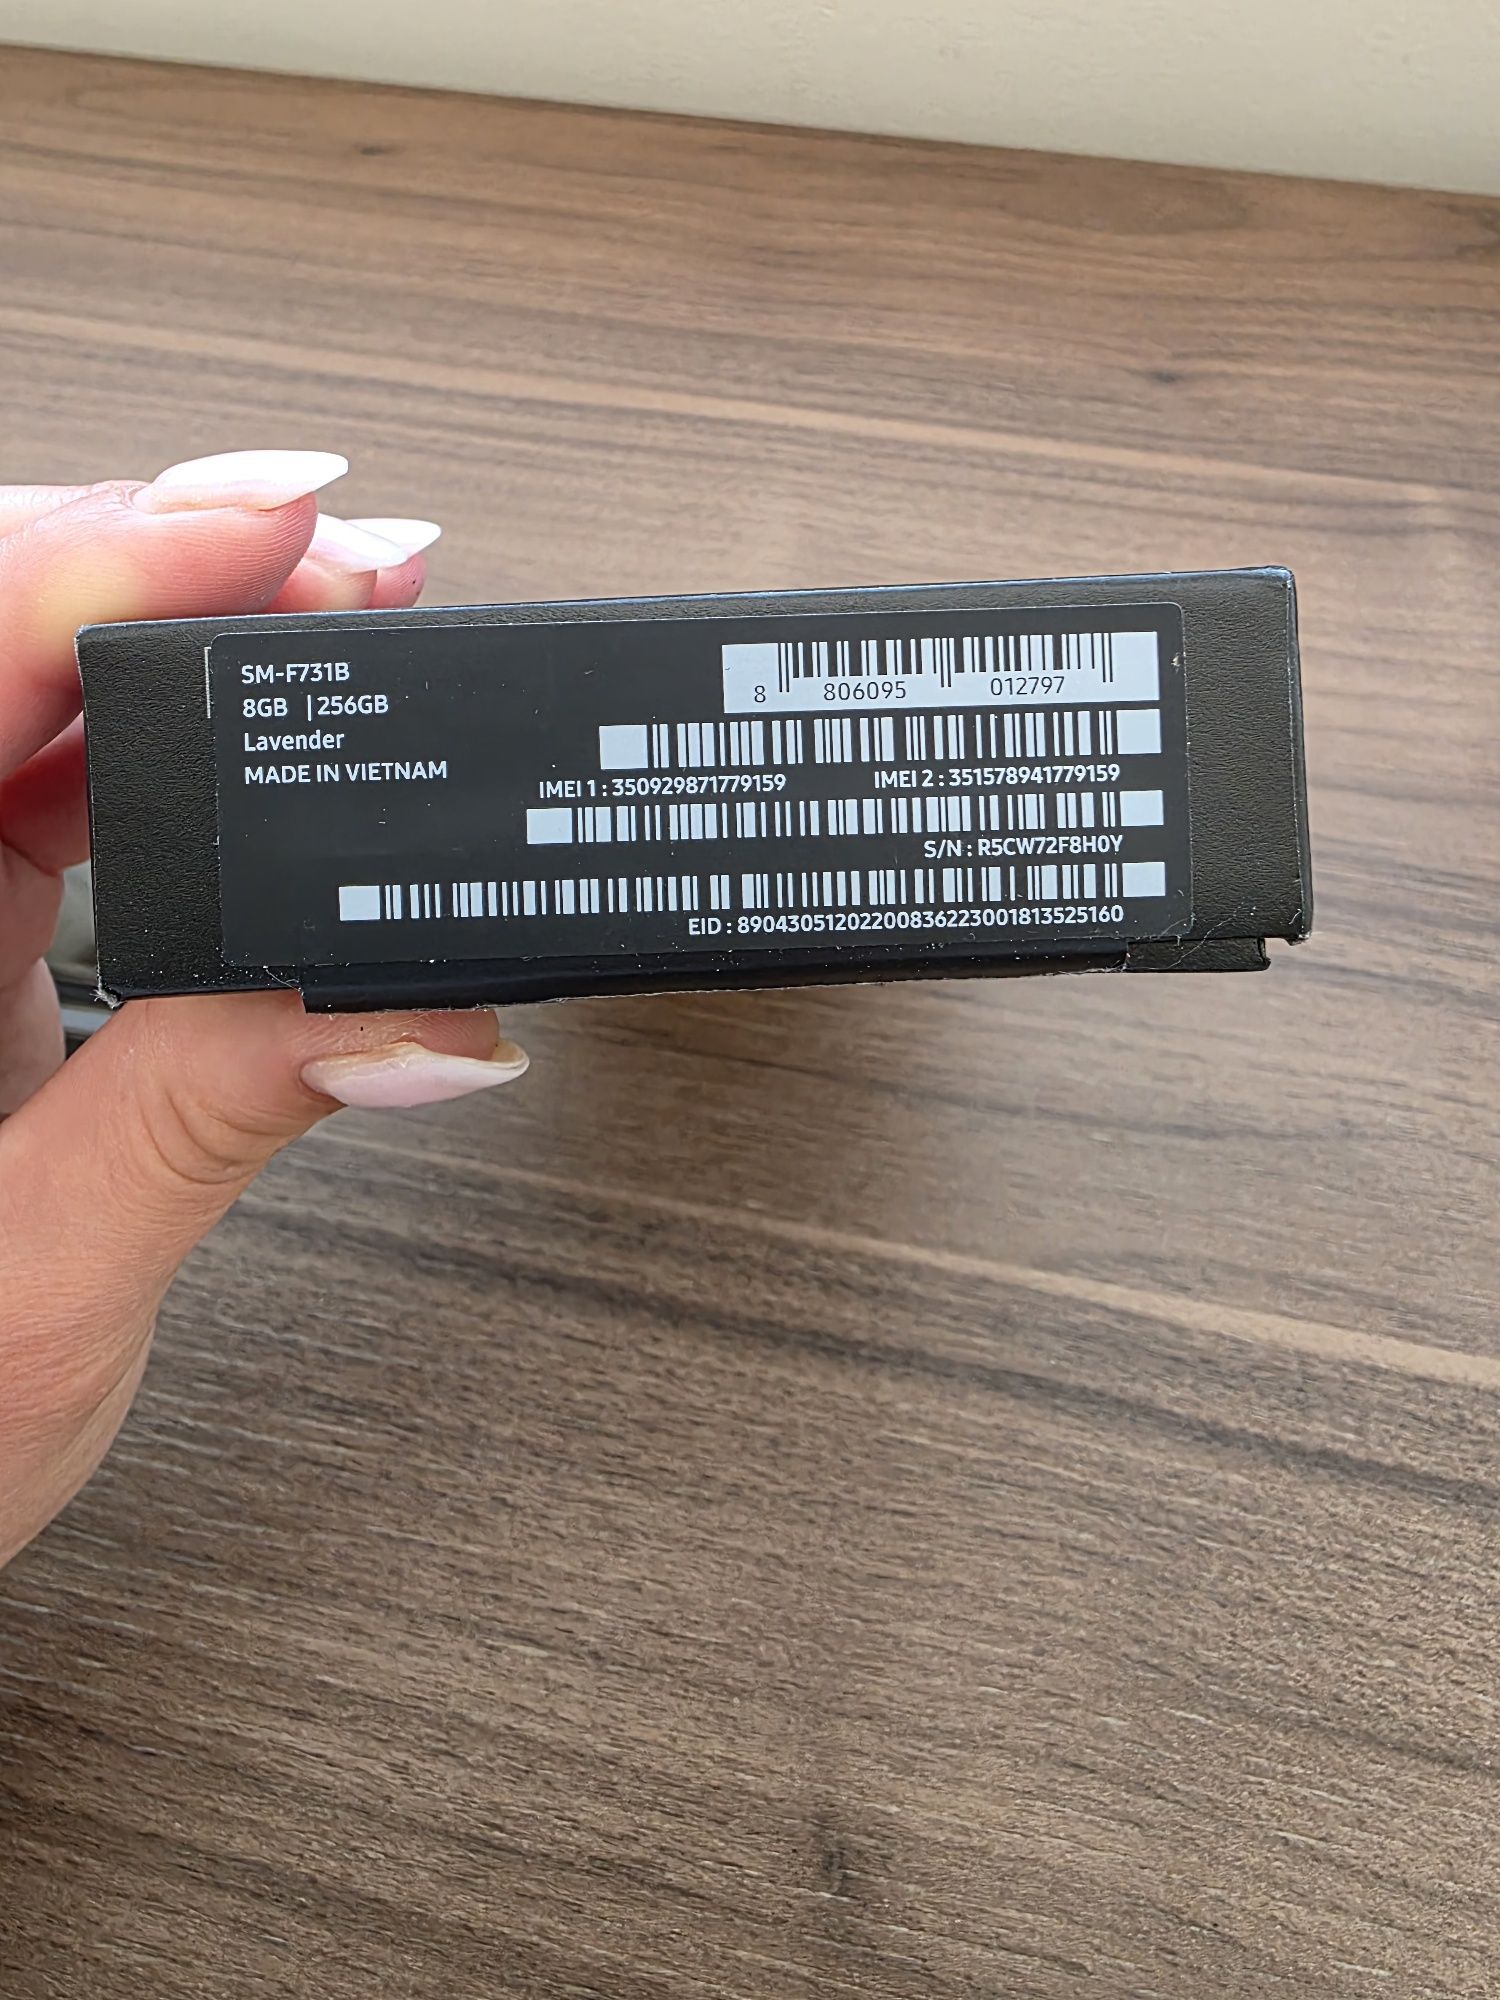 SM-F731B
8GB | 256GB
Lavender
MADE IN VIETNAM
8 806095 012797
IMEI 1 : 350929871779159 IMEI 2 : 351578941779159
S/N : R5CW72F8H0Y
EID : 89043051202200836223001813525160